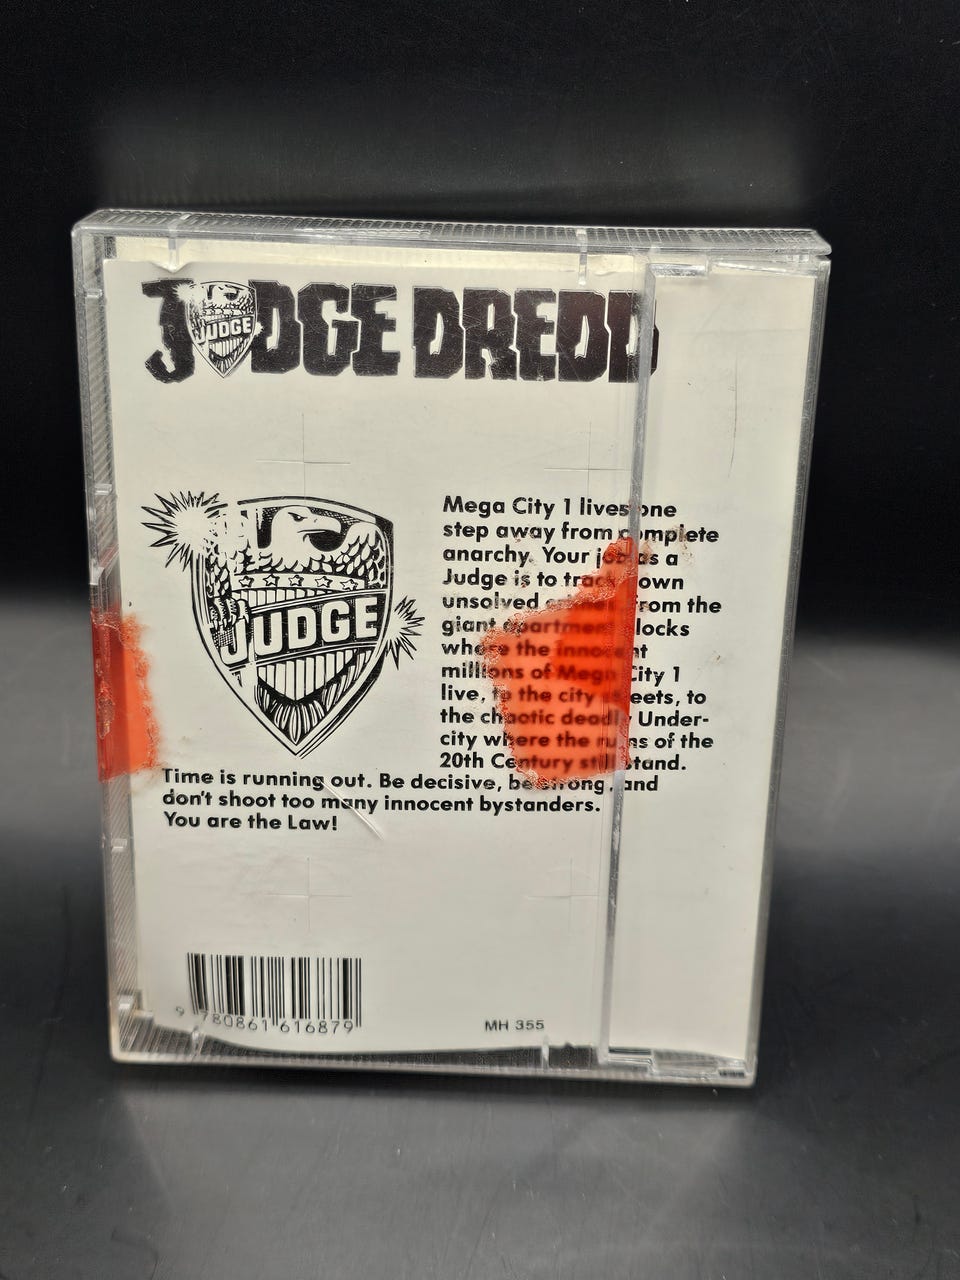 JUDGE DREDD
JUDGE
JUDGE
Mega City 1 lives one
step away from complete
anarchy. Your job as a
Judge is to track down
unsolved from the
giant apartment blocks
where the innocent
millions of Mega City 1
live, to the city streets, to
the chaotic deadly Under-
city where the ruins of the
20th Century still stand.
Time is running out. Be decisive, be strong, and
don't shoot too many innocent bystanders.
You are the Law!
9 780861 616879
MH 355